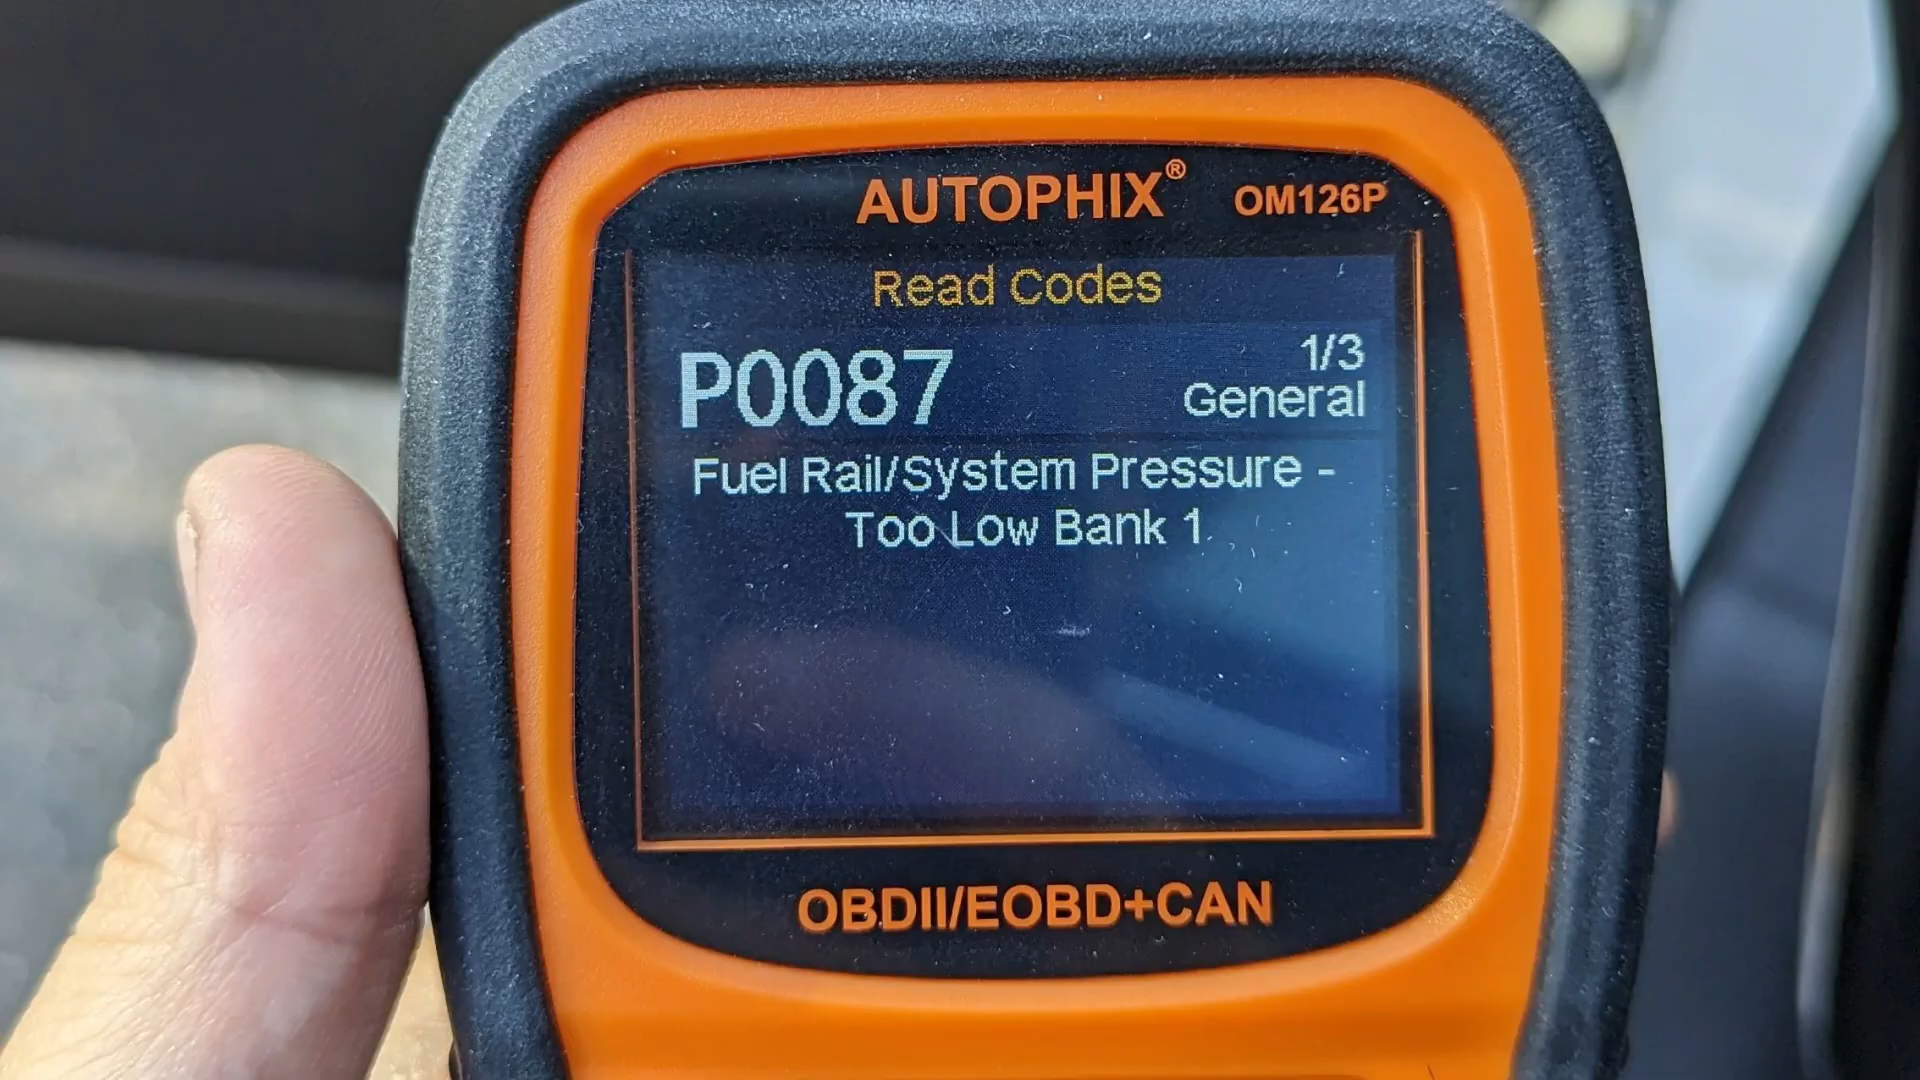 AUTOPHIX® OM126P
Read Codes
P0087
1/3
General
Fuel Rail/System Pressure -
Too Low Bank 1
OBDII/EOBD+CAN